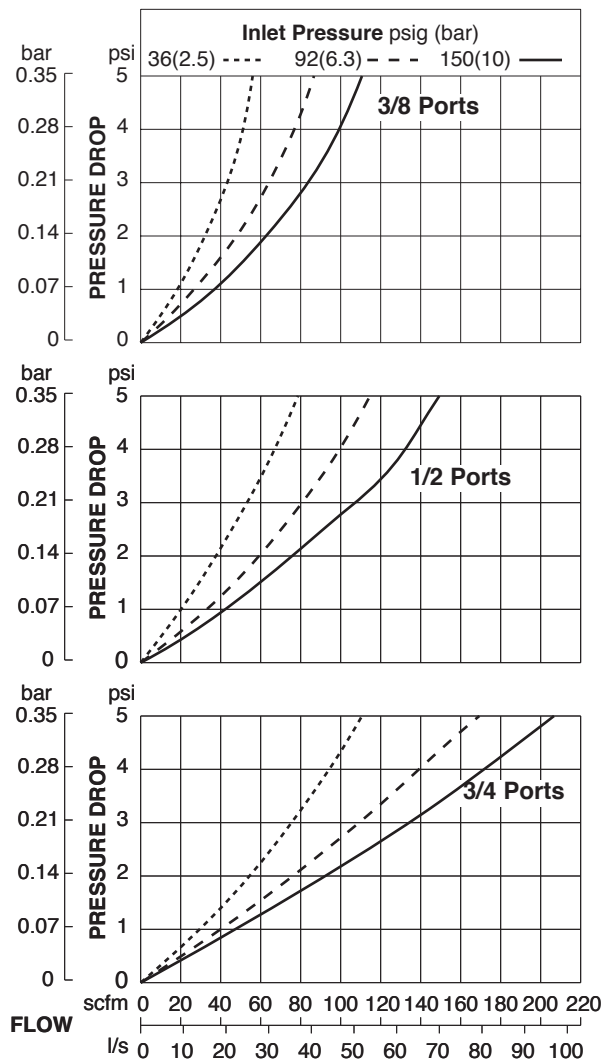 Inlet Pressure psig (bar)
bar psi 36(2.5) 92(6.3) 150(10)
0.35 5
3/8 Ports
0.28 4
0.21 3
PRESSURE DROP
0.14 2
0.07 1
0 0
bar psi
0.35 5
0.28 4
1/2 Ports
0.21 3
PRESSURE DROP
0.14 2
0.07 1
0 0
bar psi
0.35 5
0.28 4
3/4 Ports
0.21 3
PRESSURE DROP
0.14 2
0.07 1
0 0
scfm 0 20 40 60 80 100 120 140 160 180 200 220
FLOW
l/s 0 10 20 30 40 50 60 70 80 90 100